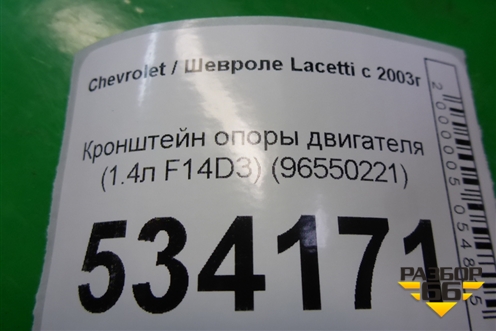 Chevrolet / Шевроле Lacetti с 2003г
Кронштейн опоры двигателя
(1.4л F14D3) (96550221)
534171
РАЗБОР
66